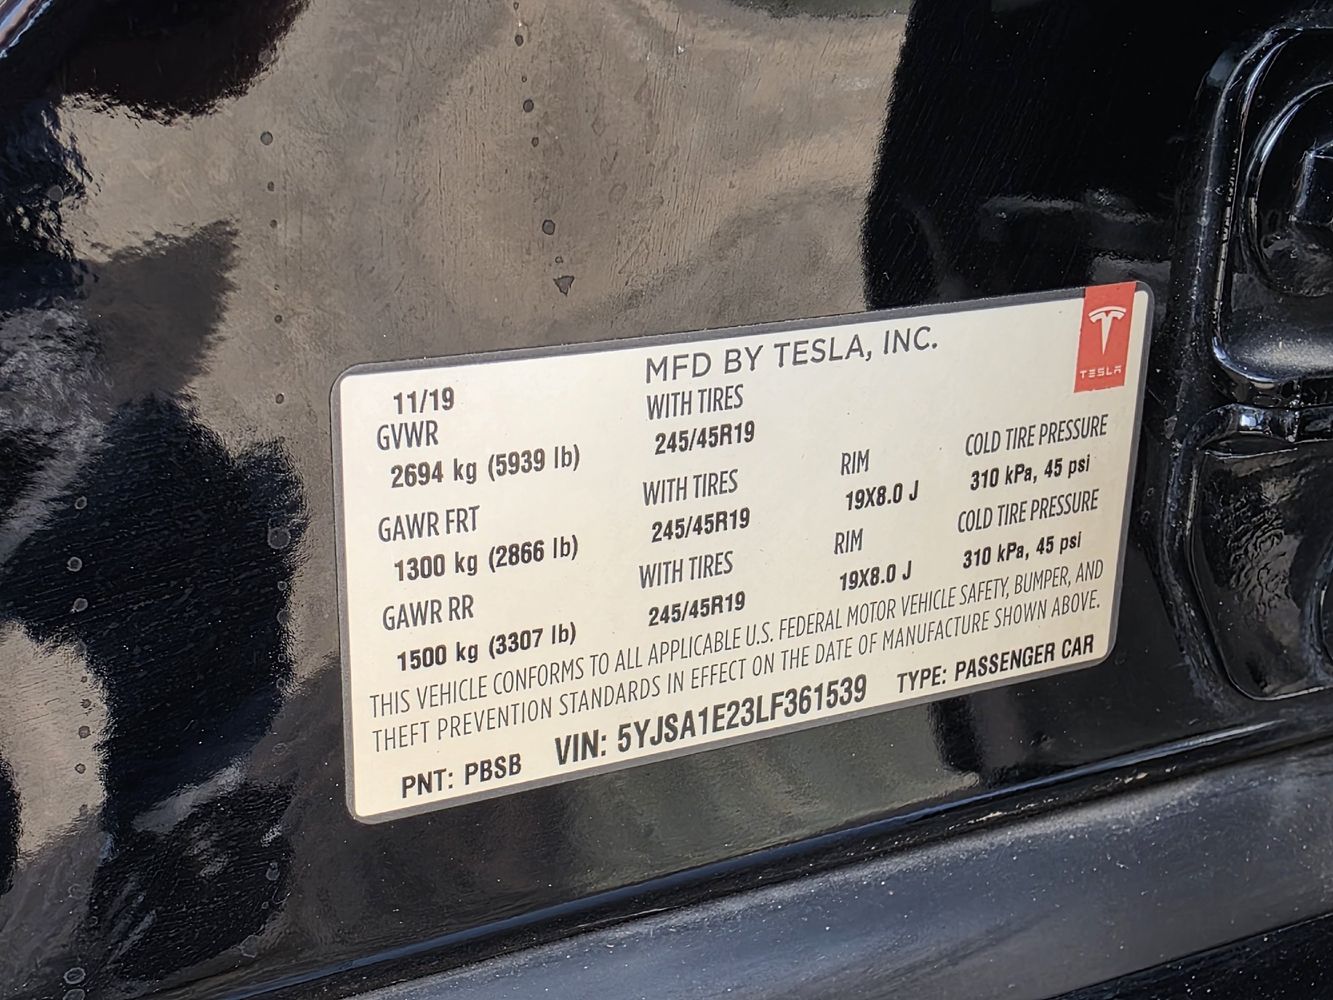 MFD BY TESLA, INC.
TESLA
11/19
GVWR WITH TIRES
2694 kg (5939 lb) 245/45R19
GAWR FRT WITH TIRES RIM COLD TIRE PRESSURE
1300 kg (2866 lb) 245/45R19 19X8.0 J 310 kPa, 45 psi
GAWR RR WITH TIRES RIM COLD TIRE PRESSURE
1500 kg (3307 lb) 245/45R19 19X8.0 J 310 kPa, 45 psi
THIS VEHICLE CONFORMS TO ALL APPLICABLE U.S. FEDERAL MOTOR VEHICLE SAFETY, BUMPER, AND
THEFT PREVENTION STANDARDS IN EFFECT ON THE DATE OF MANUFACTURE SHOWN ABOVE.
PNT: PBSB VIN: 5YJSA1E23LF361539 TYPE: PASSENGER CAR